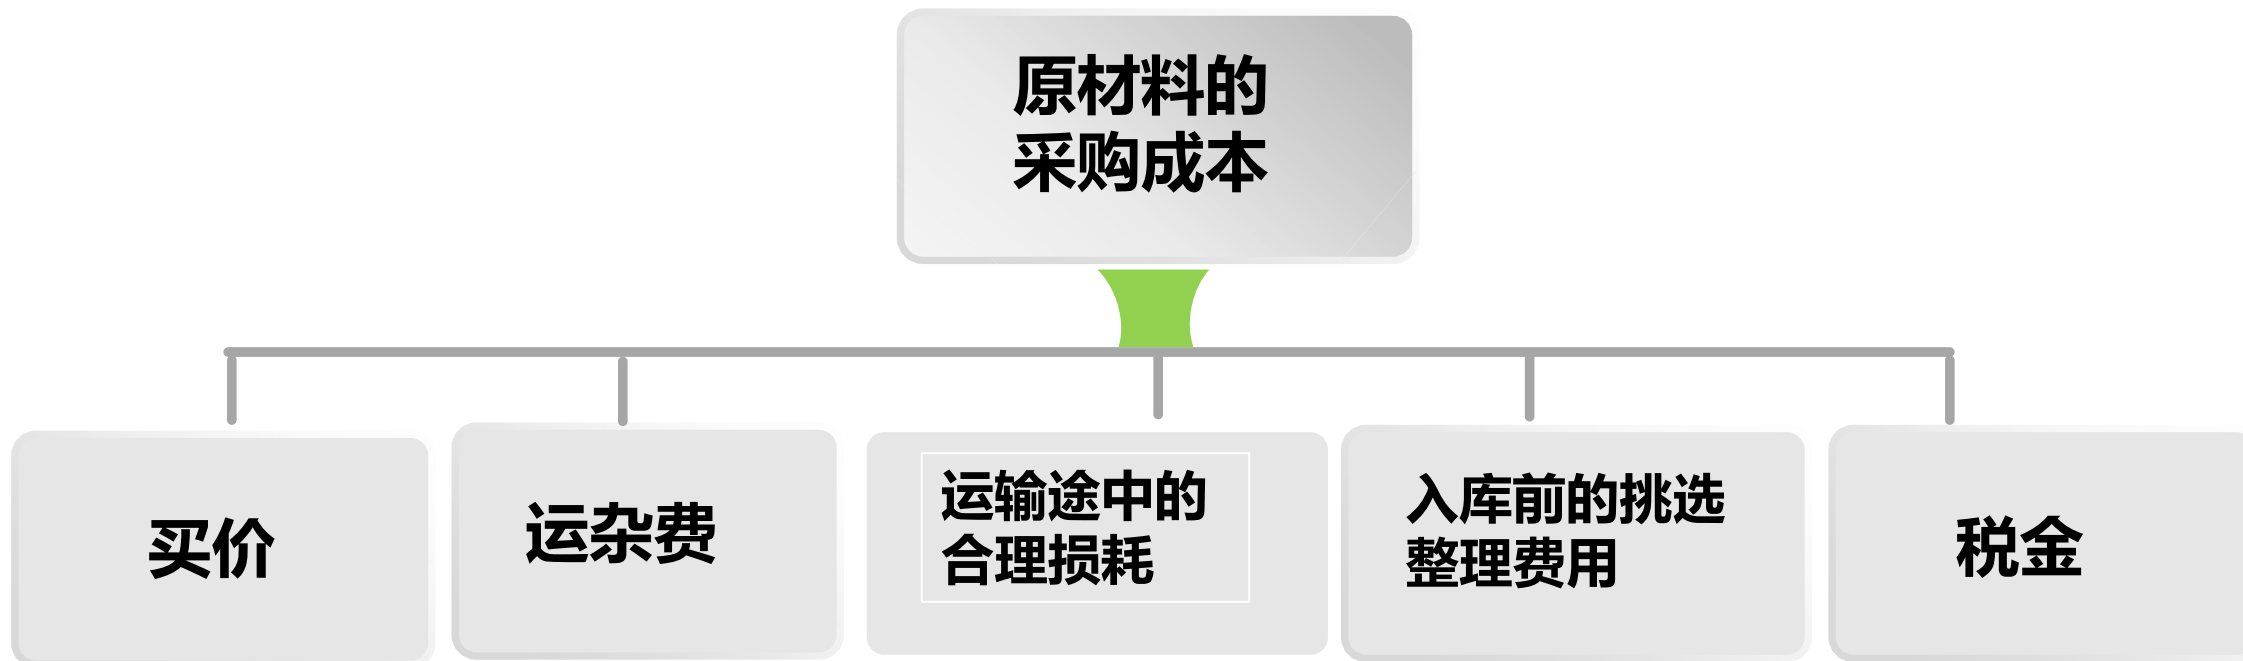 原材料的
采购成本
买价
运杂费
运输途中的
合理损耗
入库前的挑选
整理费用
税金